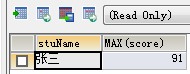 (Read Only)
stuName MAX(score)
张三 91